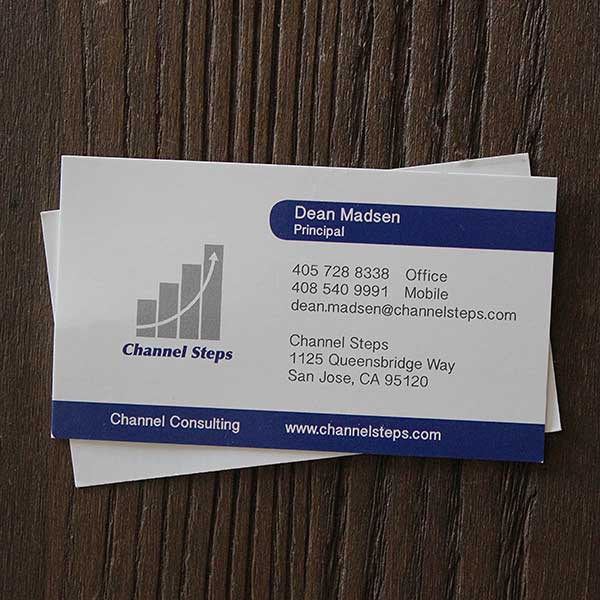 Dean Madsen
Principal
405 728 8338 Office
408 540 9991 Mobile
dean.madsen@channelsteps.com
Channel Steps
1125 Queensbridge Way
San Jose, CA 95120
Channel Steps
Channel Consulting www.channelsteps.com